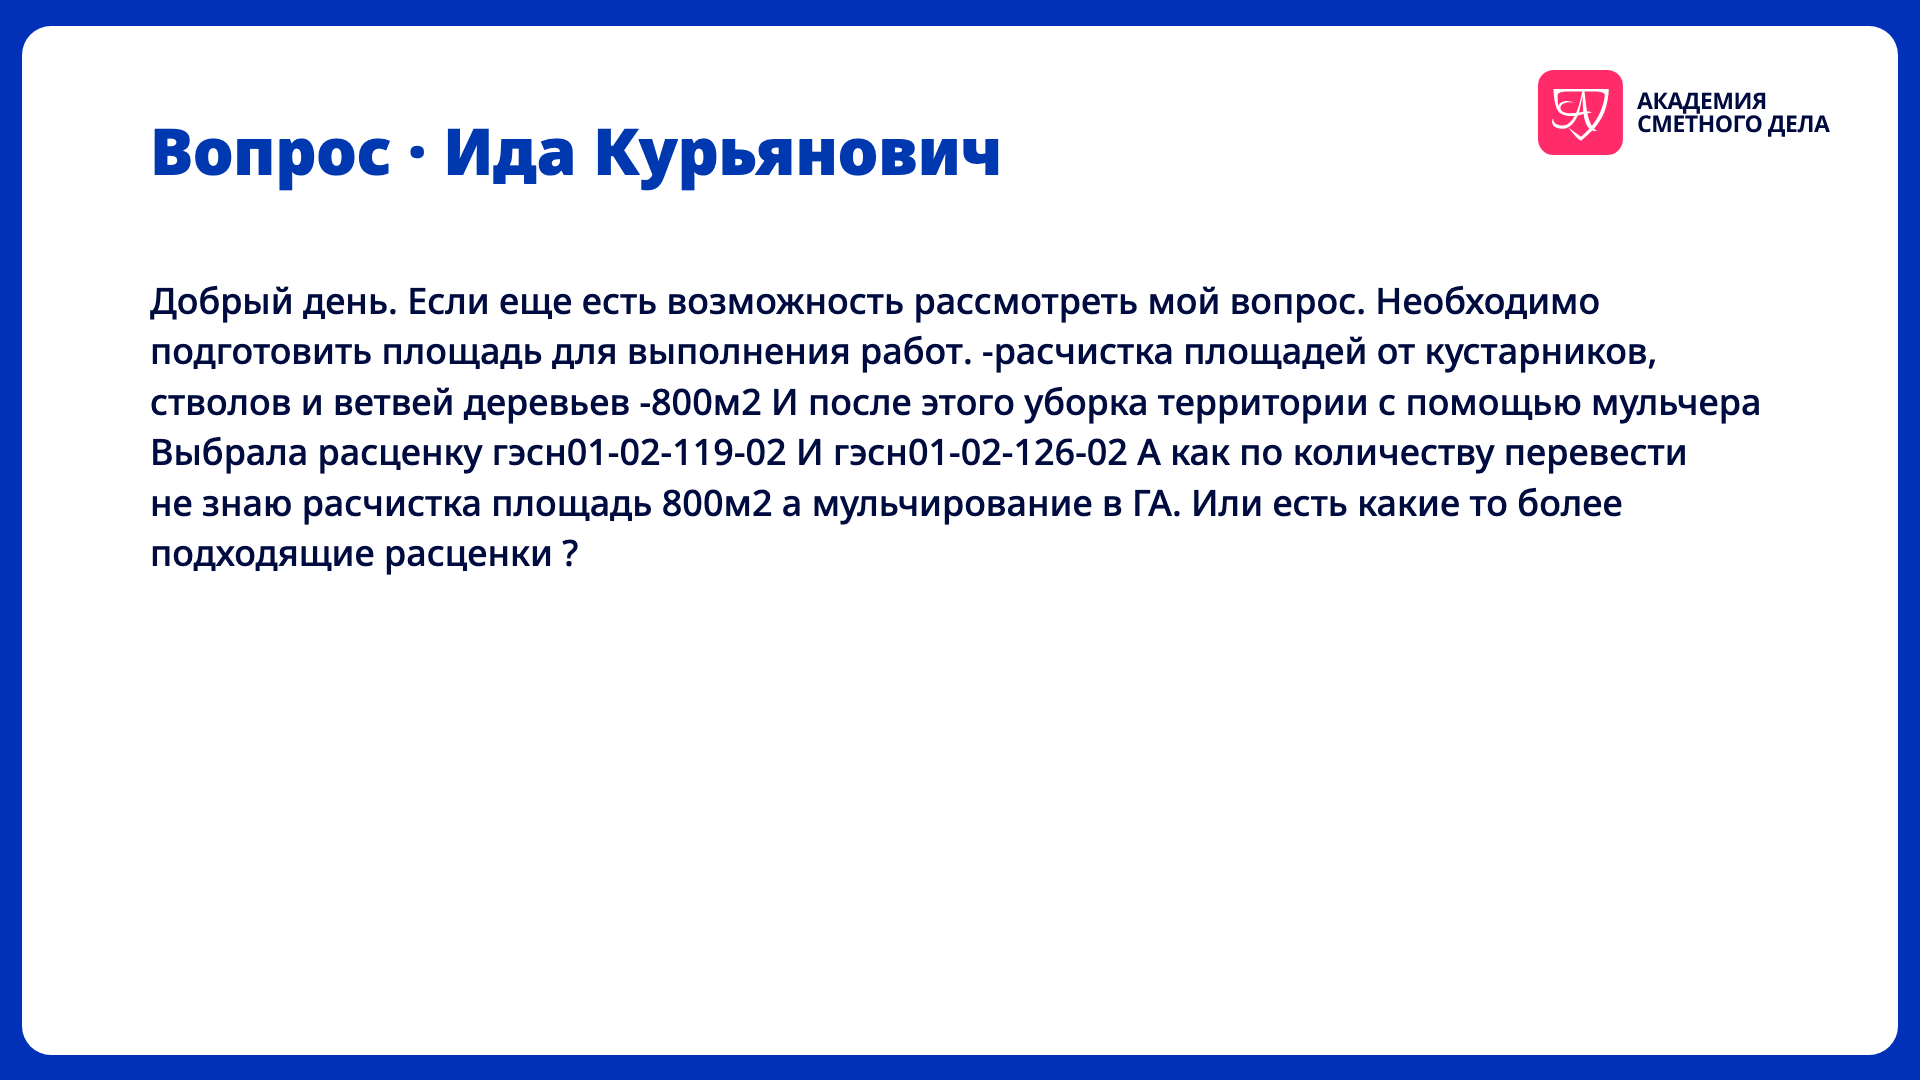 АКАДЕМИЯ
СМЕТНОГО ДЕЛА
Вопрос · Ида Курьянович
Добрый день. Если еще есть возможность рассмотреть мой вопрос. Необходимо
подготовить площадь для выполнения работ. -расчистка площадей от кустарников,
стволов и ветвей деревьев -800м2 И после этого уборка территории с помощью мульчера
Выбрала расценку гэсн01-02-119-02 И гэсн01-02-126-02 А как по количеству перевести
не знаю расчистка площадь 800м2 а мульчирование в ГА. Или есть какие то более
подходящие расценки ?